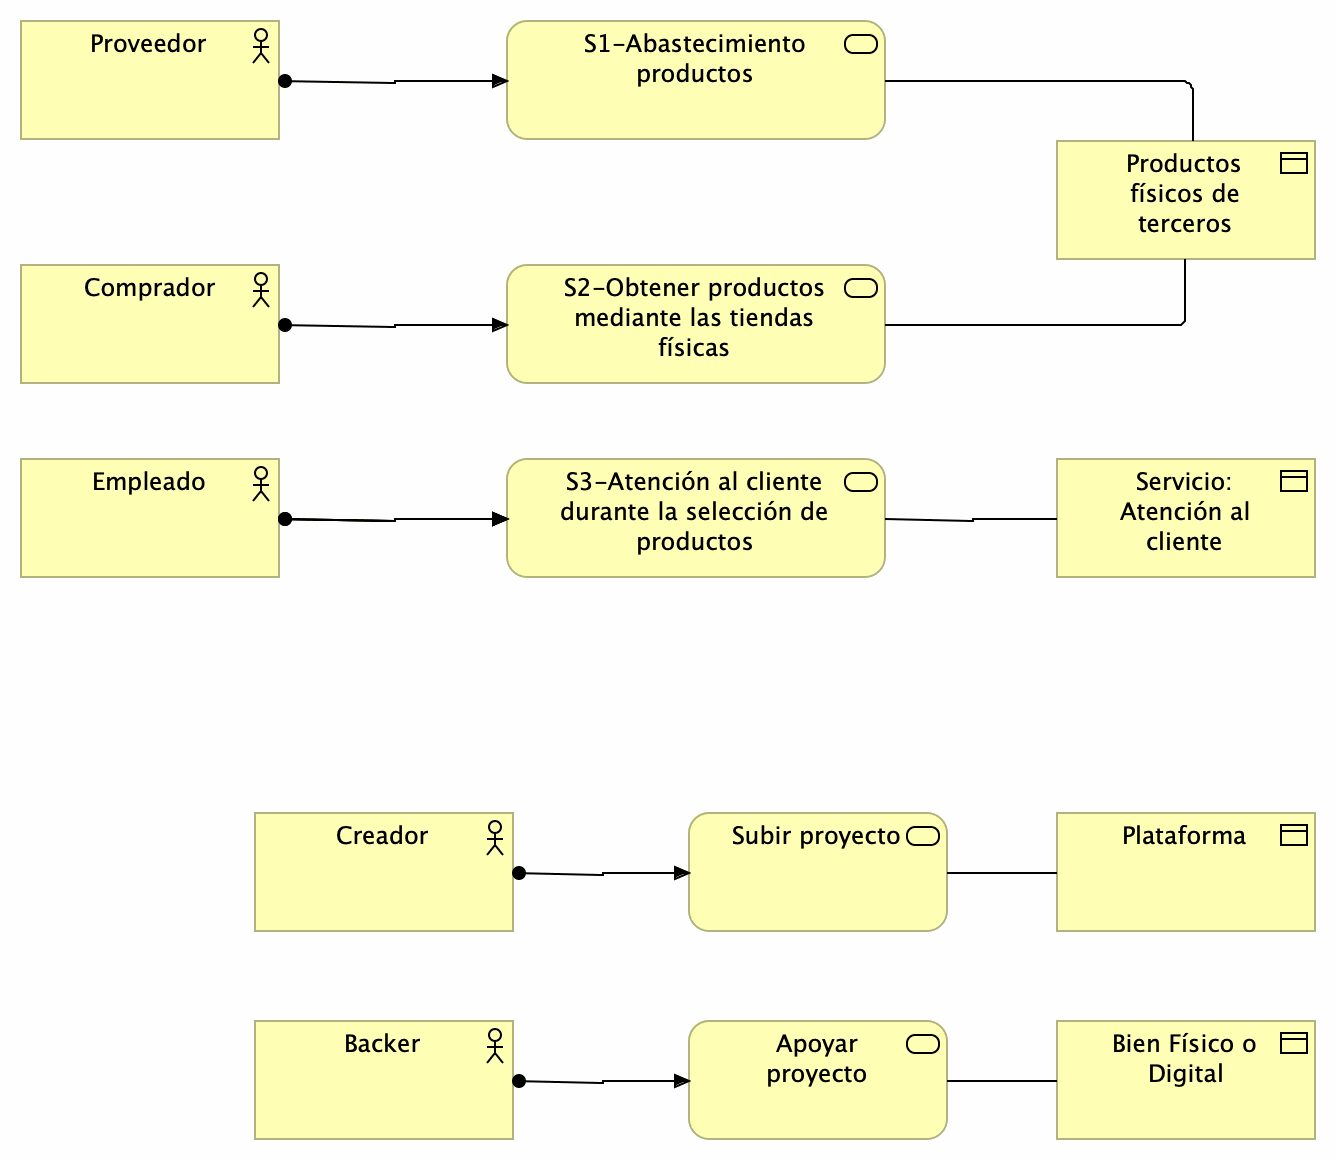 Proveedor
S1-Abastecimiento
productos
Productos
físicos de
terceros
Comprador
S2-Obtener productos
mediante las tiendas
físicas
Empleado
S3-Atención al cliente
durante la selección de
productos
Servicio:
Atención al
cliente
Creador
Subir proyecto
Plataforma
Backer
Apoyar
proyecto
Bien Físico o
Digital